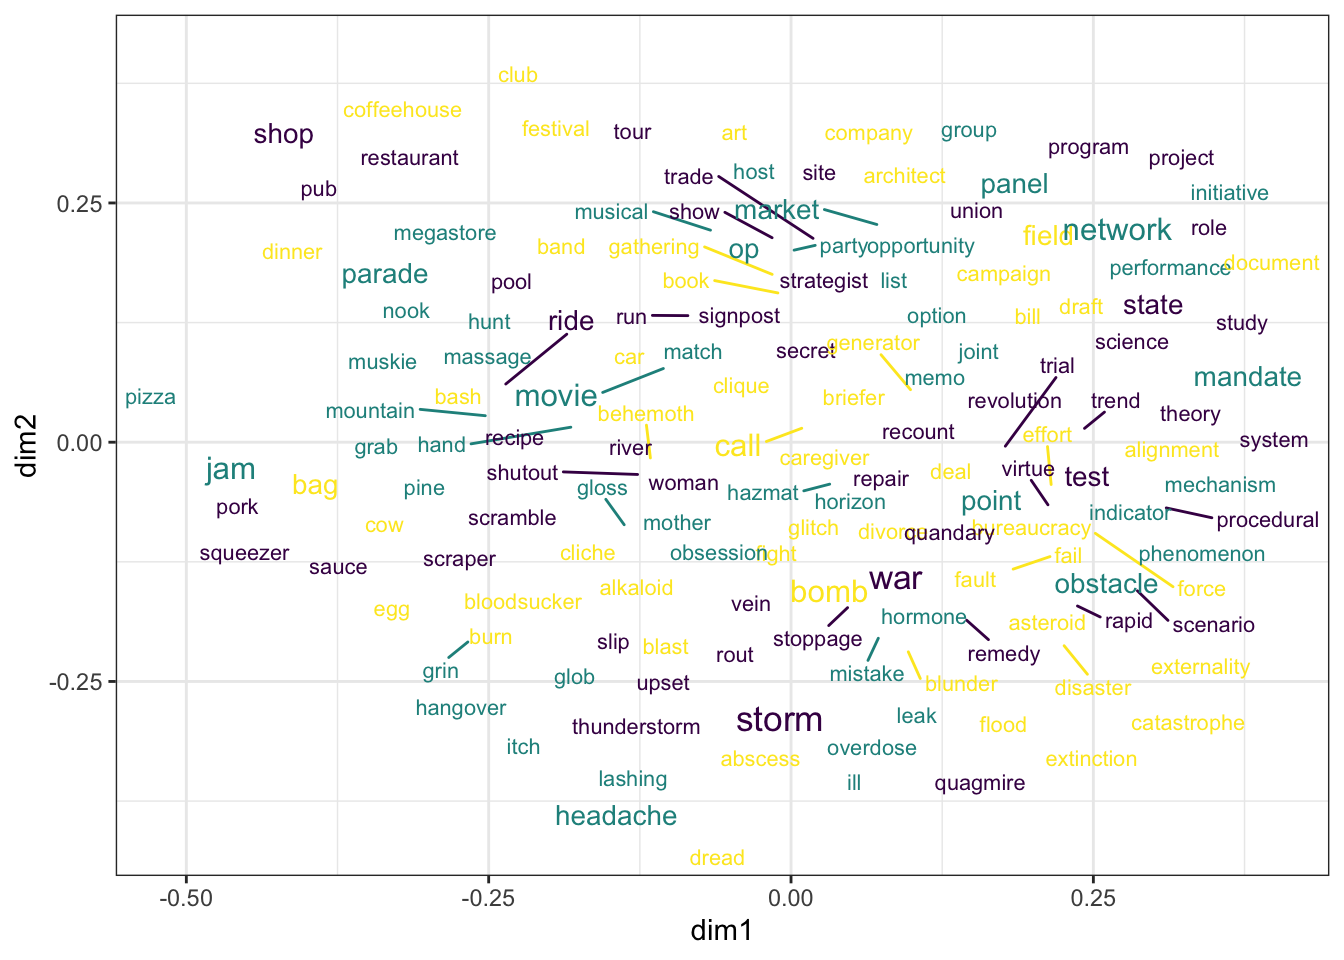 club
coffeehouse
shop
festival
tour
art
company
group
program
restaurant
project
pub
trade
host
site
architect
panel
initiative
0.25
musical
show
market
union
role
megastore
dinner
band
gathering
op
party
opportunity
field
network
parade
pool
book
strategist
list
campaign
performance
document
nook
hunt
ride
run
signpost
option
bill
draft
state
study
muskie
massage
car
match
secret
generator
joint
science
trial
pizza
bash
movie
clique
briefer
memo
mandate
mountain
behemoth
revolution
trend
theory
0.00
grab
hand
recipe
river
call
recount
effort
alignment
system
jam
bag
shutout
woman
caregiver
repair
deal
virtue
test
pine
gloss
hazmat
horizon
point
mechanism
pork
cow
scramble
mother
glitch
divorce
quandary
bureaucracy
indicator
procedural
squeezer
sauce
scraper
cliche
obsession
fight
fail
phenomenon
egg
bloodsucker
alkaloid
vein
bomb
war
fault
obstacle
force
burn
slip
blast
stoppage
hormone
asteroid
rapid
scenario
grin
glob
rout
upset
mistake
remedy
blunder
disaster
externality
-0.25
hangover
thunderstorm
storm
leak
flood
catastrophe
itch
abscess
overdose
extinction
lashing
ill
quagmire
headache
dread
-0.50
-0.25
0.00
0.25
dim1
dim2